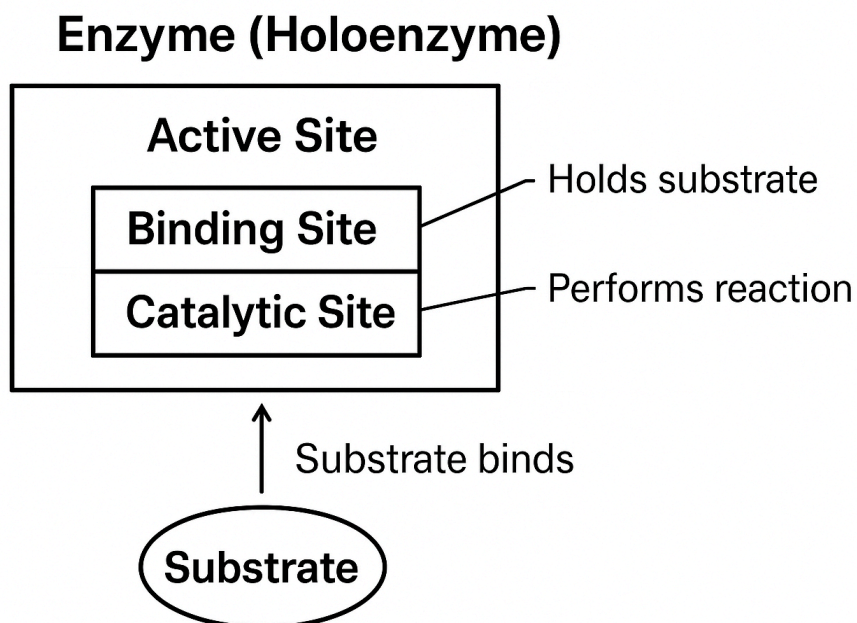 Enzyme (Holoenzyme)
Active Site
Binding Site
Holds substrate
Catalytic Site
Performs reaction
Substrate binds
Substrate